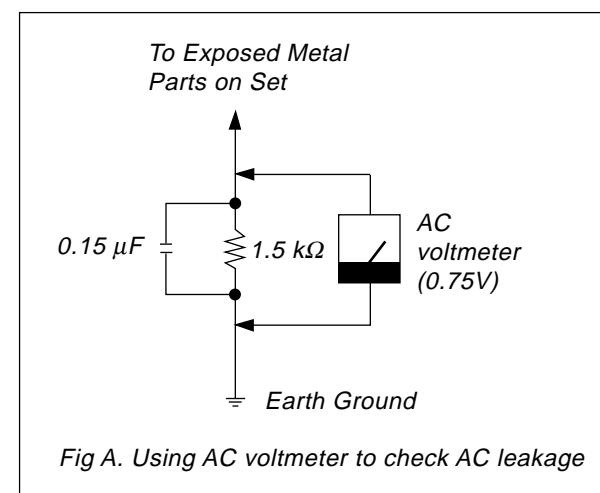 To Exposed Metal
Parts on Set
0.15 μF
1.5 kΩ
AC
voltmeter
(0.75V)
Earth Ground
Fig A. Using AC voltmeter to check AC leakage